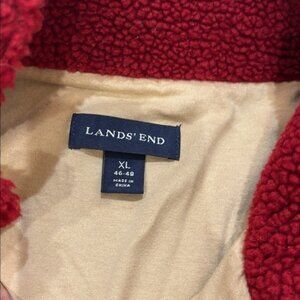 LANDS' END
XL
46-48
MADE IN
CHINA